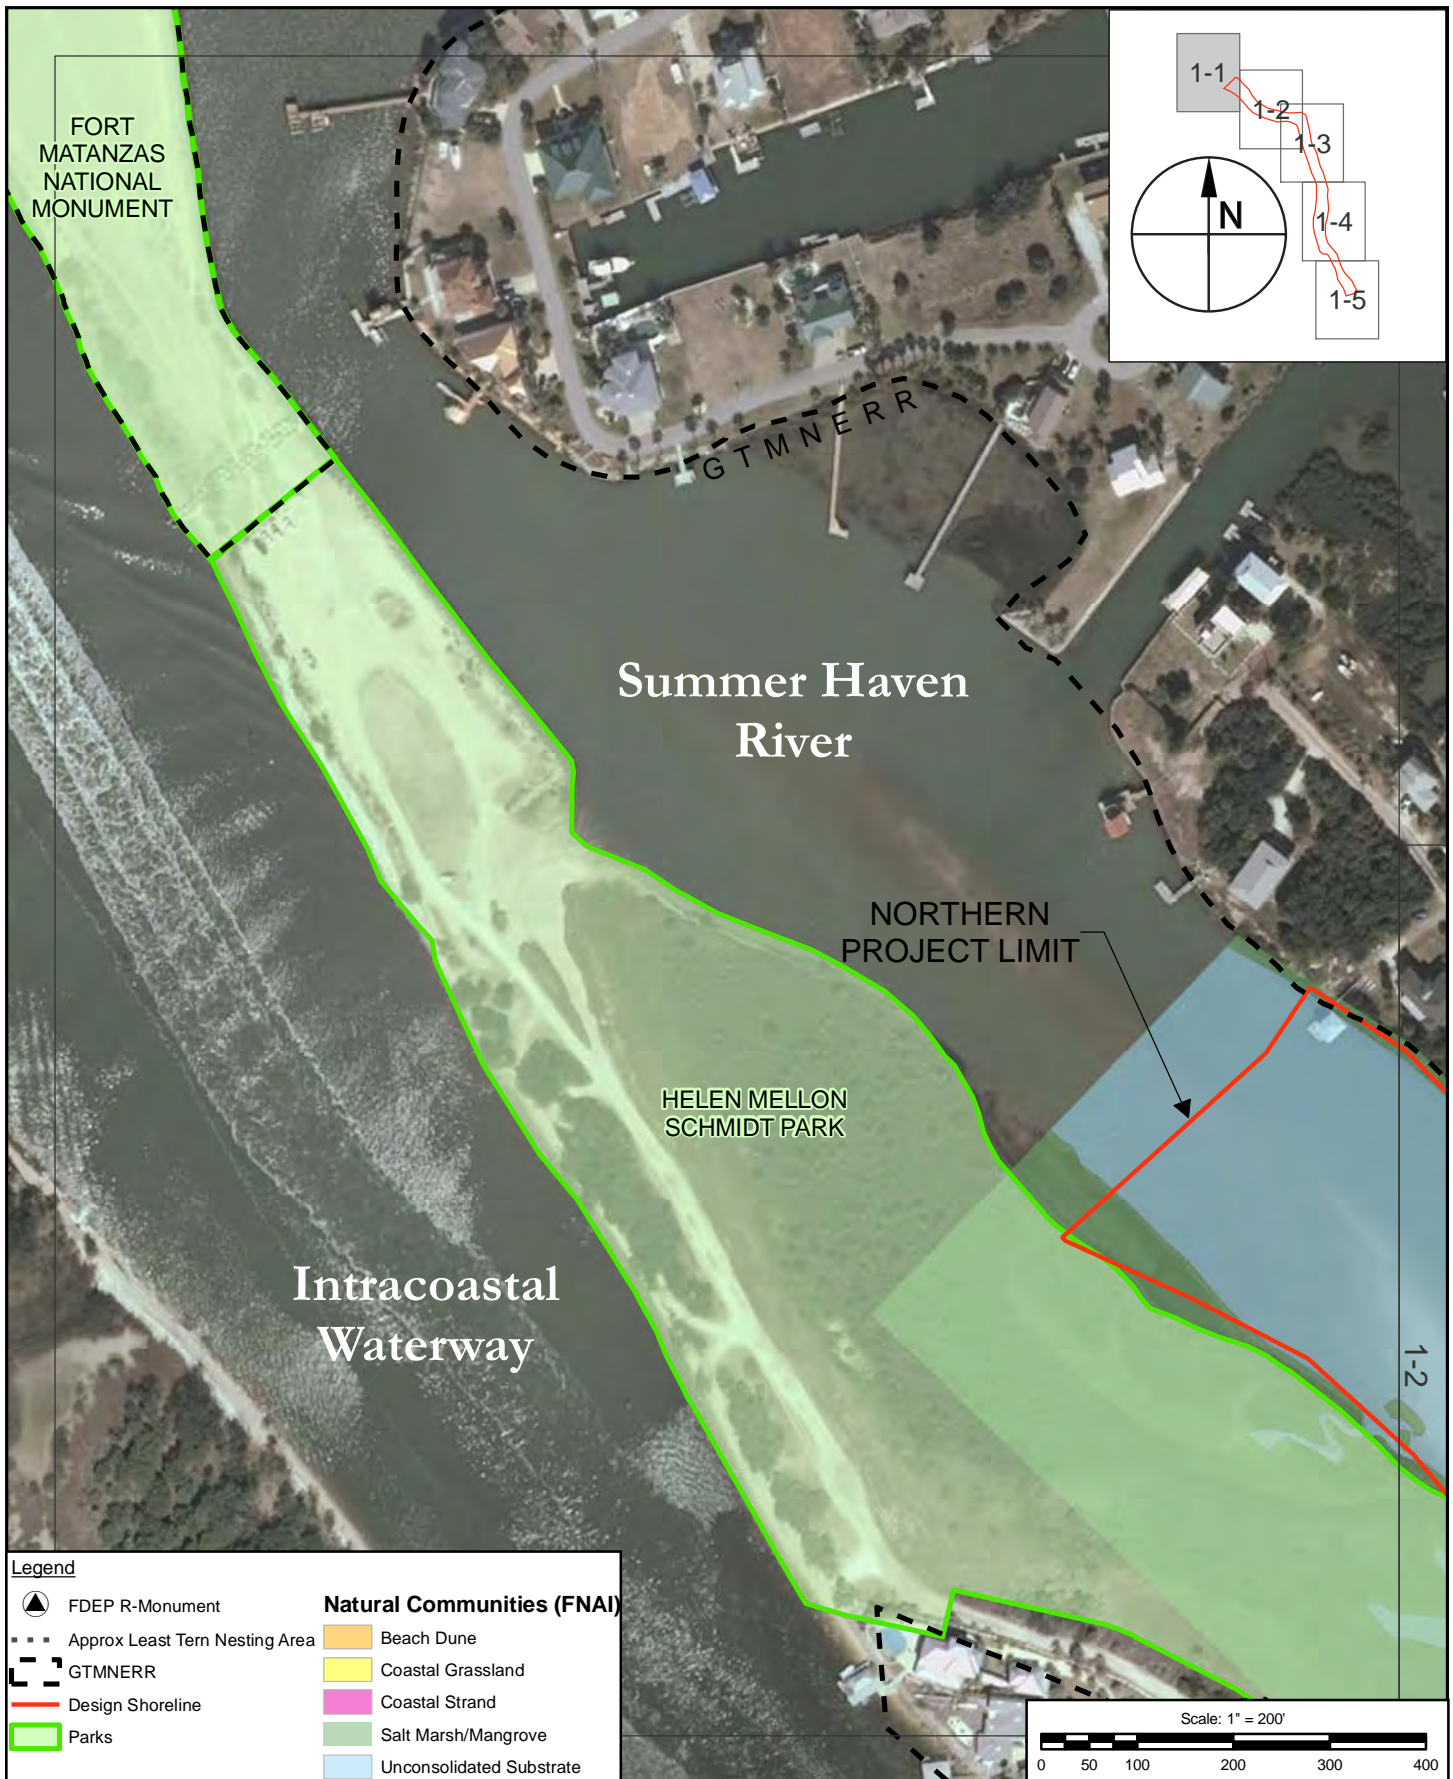 FORT
MATANZAS
NATIONAL
MONUMENT
1-1
1-2
1-3
1-4
1-5
N
GTMNERR
Summer Haven
River
NORTHERN
PROJECT LIMIT
HELEN MELLON
SCHMIDT PARK
Intracoastal
Waterway
1-2
Legend
FDEP R-Monument
Approx Least Tern Nesting Area
GTMNERR
Design Shoreline
Parks
Natural Communities (FNAI)
Beach Dune
Coastal Grassland
Coastal Strand
Salt Marsh/Mangrove
Unconsolidated Substrate
Scale: 1" = 200'
0 50 100 200 300 400